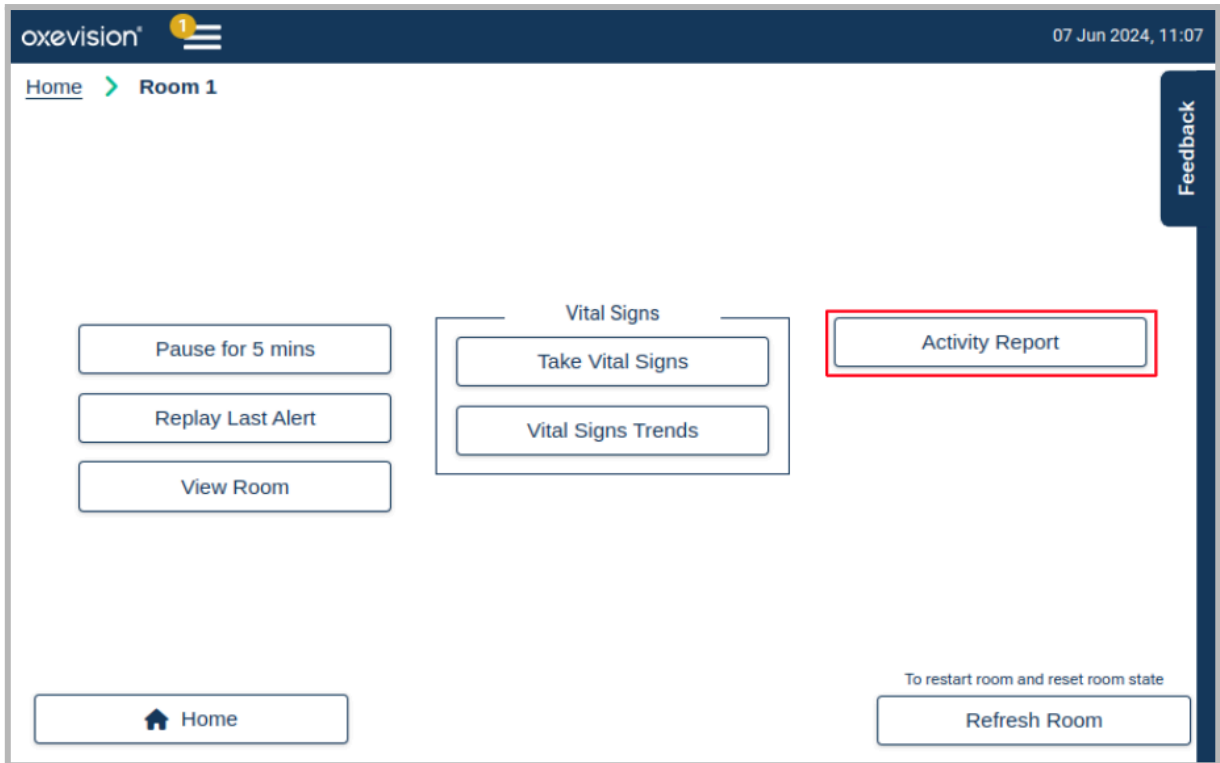 oxevision®
1
07 Jun 2024, 11:07
Home > Room 1
Feedback
Pause for 5 mins
Replay Last Alert
View Room
Vital Signs
Take Vital Signs
Vital Signs Trends
Activity Report
Home
To restart room and reset room state
Refresh Room